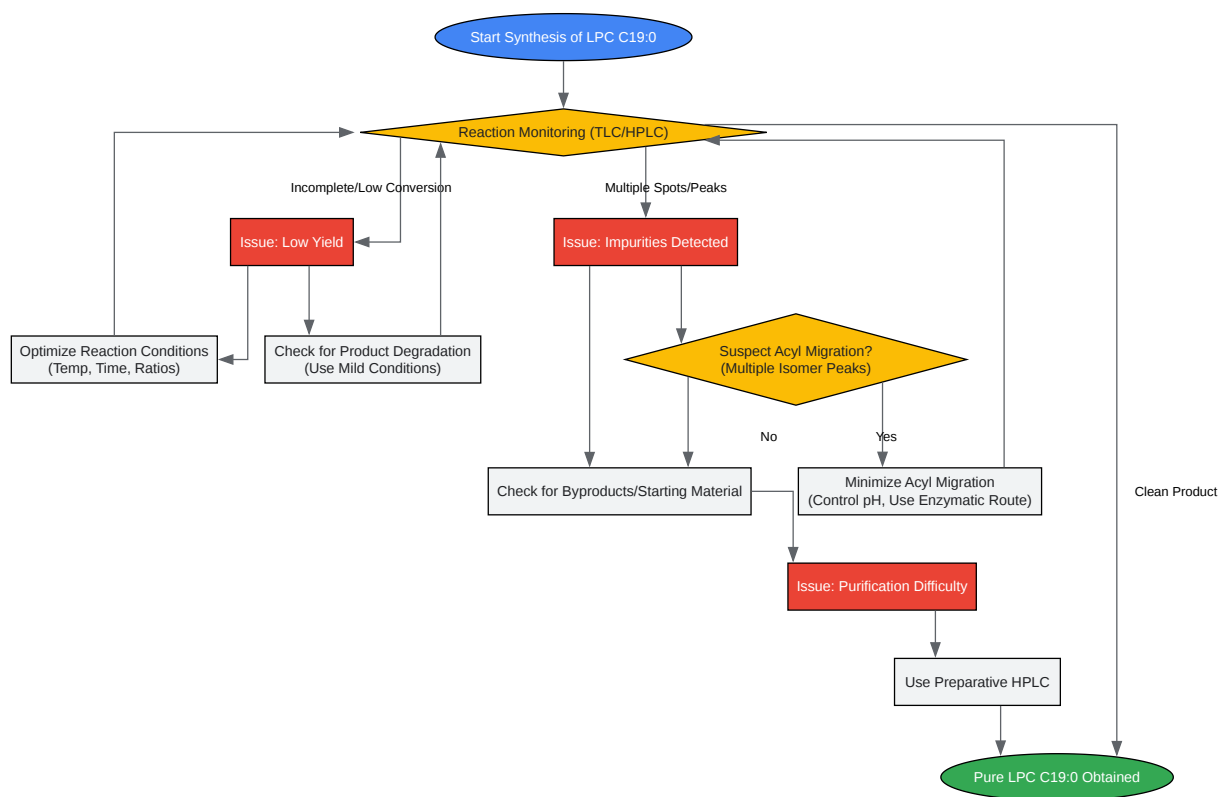 Start Synthesis of LPC C19:0
Reaction Monitoring (TLC/HPLC)
Incomplete/Low Conversion
Multiple Spots/Peaks
Issue: Low Yield
Issue: Impurities Detected
Optimize Reaction Conditions
(Temp, Time, Ratios)
Check for Product Degradation
(Use Mild Conditions)
Suspect Acyl Migration?
(Multiple Isomer Peaks)
No
Yes
Check for Byproducts/Starting Material
Minimize Acyl Migration
(Control pH, Use Enzymatic Route)
Clean Product
Issue: Purification Difficulty
Use Preparative HPLC
Pure LPC C19:0 Obtained